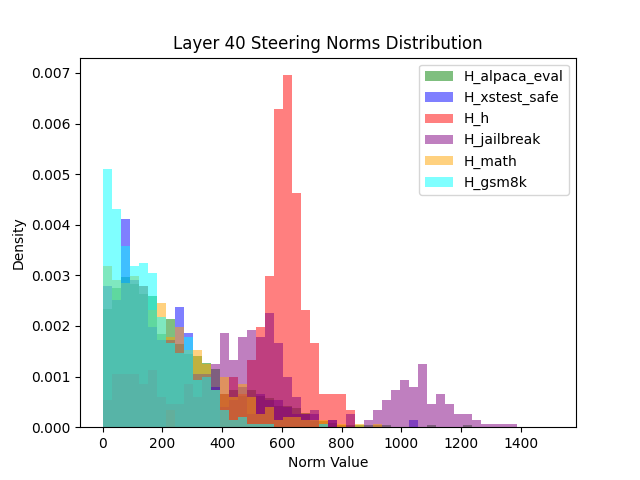 Layer 40 Steering Norms Distribution
H_alpaca_eval
H_xstest_safe
H_h
H_jailbreak
H_math
H_gsm8k
Density
0.007
0.006
0.005
0.004
0.003
0.002
0.001
0.000
0 200 400 600 800 1000 1200 1400
Norm Value